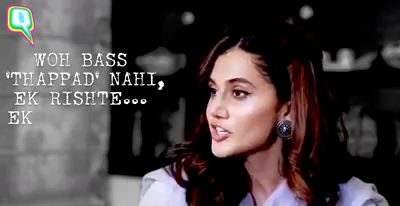 Q
WOH BASS
'THAPPAD' NAHI,
EK RISHTE...
EK